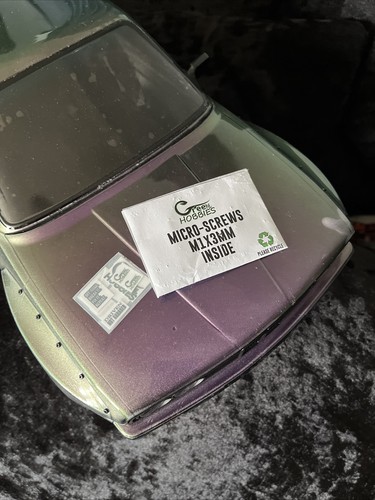 Green
HOBBIES
MICRO-SCREWS
M1X3MM
INSIDE
PLEASE RECYCLE